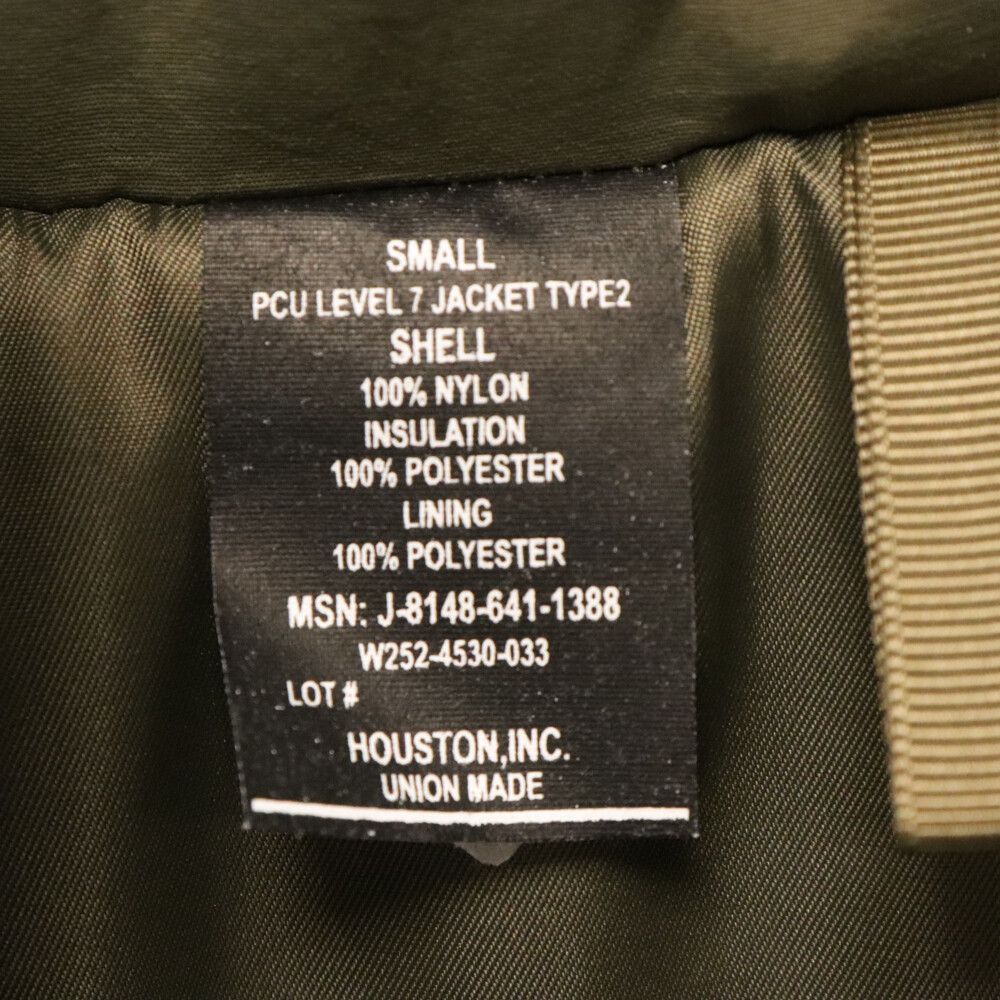 SMALL
PCU LEVEL 7 JACKET TYPE2
SHELL
100% NYLON
INSULATION
100% POLYESTER
LINING
100% POLYESTER
MSN: J-8148-641-1388
W252-4530-033
LOT #
HOUSTON,INC.
UNION MADE